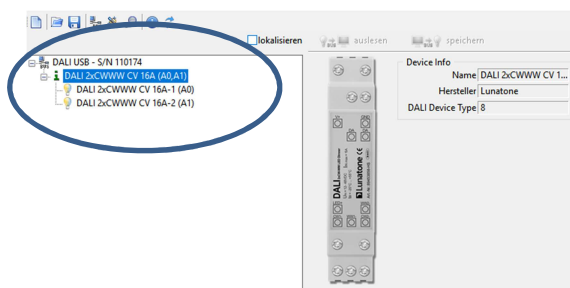 lokalisieren
auslesen
speichern
DALI USB - S/N 110174
DALI 2xCWWW CV 16A (A0,A1)
DALI 2xCWWW CV 16A-1 (A0)
DALI 2xCWWW CV 16A-2 (A1)
Device Info
Name DALI 2xCWWW CV 1...
Hersteller Lunatone
DALI Device Type 8
DALI
Lunatone CE